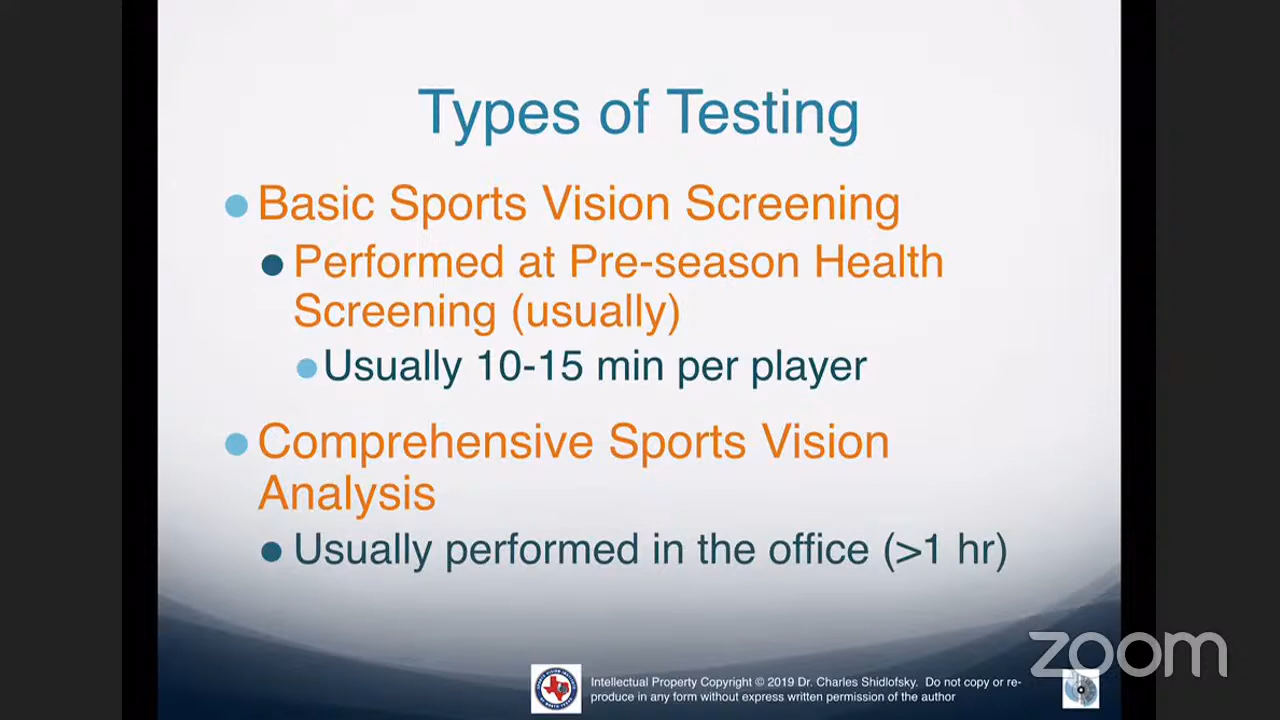 Types of Testing
Basic Sports Vision Screening
Performed at Pre-season Health
Screening (usually)
Usually 10-15 min per player
Comprehensive Sports Vision
Analysis
Usually performed in the office (>1 hr)
zoom
Intellectual Property Copyright © 2019 Dr. Charles Shidlofsky. Do not copy or re-
produce in any form without express written permission of the author